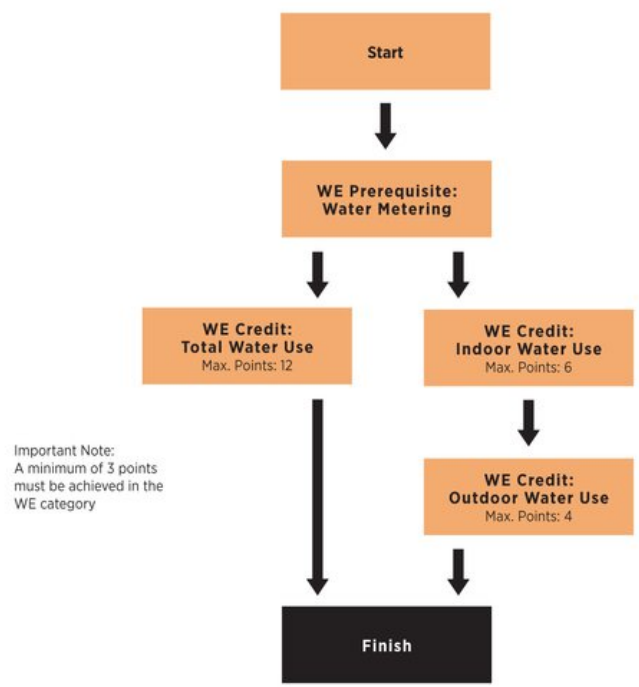 Start
WE Prerequisite:
Water Metering
WE Credit:
Total Water Use
Max. Points: 12
WE Credit:
Indoor Water Use
Max. Points: 6
Important Note:
A minimum of 3 points
must be achieved in the
WE category
WE Credit:
Outdoor Water Use
Max. Points: 4
Finish